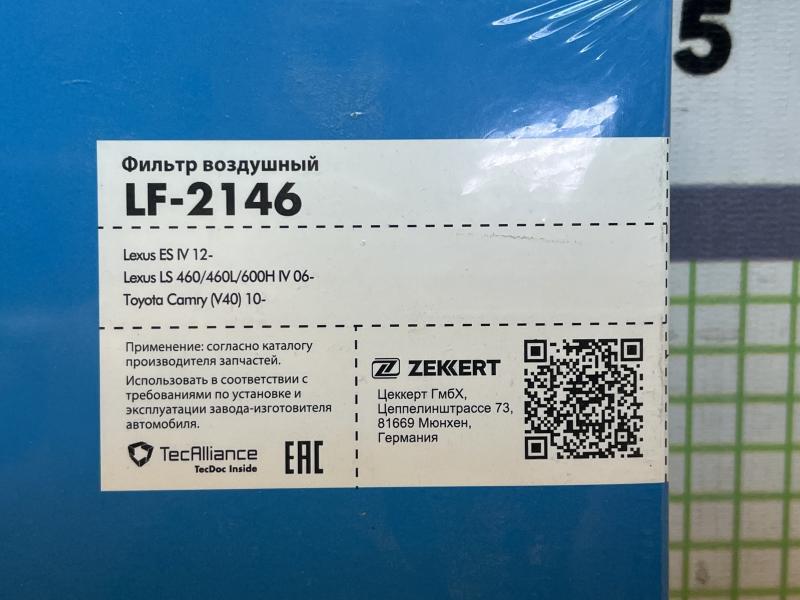 5
Фильтр воздушный
LF-2146
Lexus ES IV 12-
Lexus LS 460/460L/600H IV 06-
Toyota Camry (V40) 10-
Применение: согласно каталогу
производителя запчастей.
Использовать в соответствии с
требованиями по установке и
эксплуатации завода-изготовителя
автомобиля.
TecAlliance
TecDoc Inside
EAC
ZEKKERT
Цеккерт ГмбХ,
Цеппелинштрассе 73,
81669 Мюнхен,
Германия